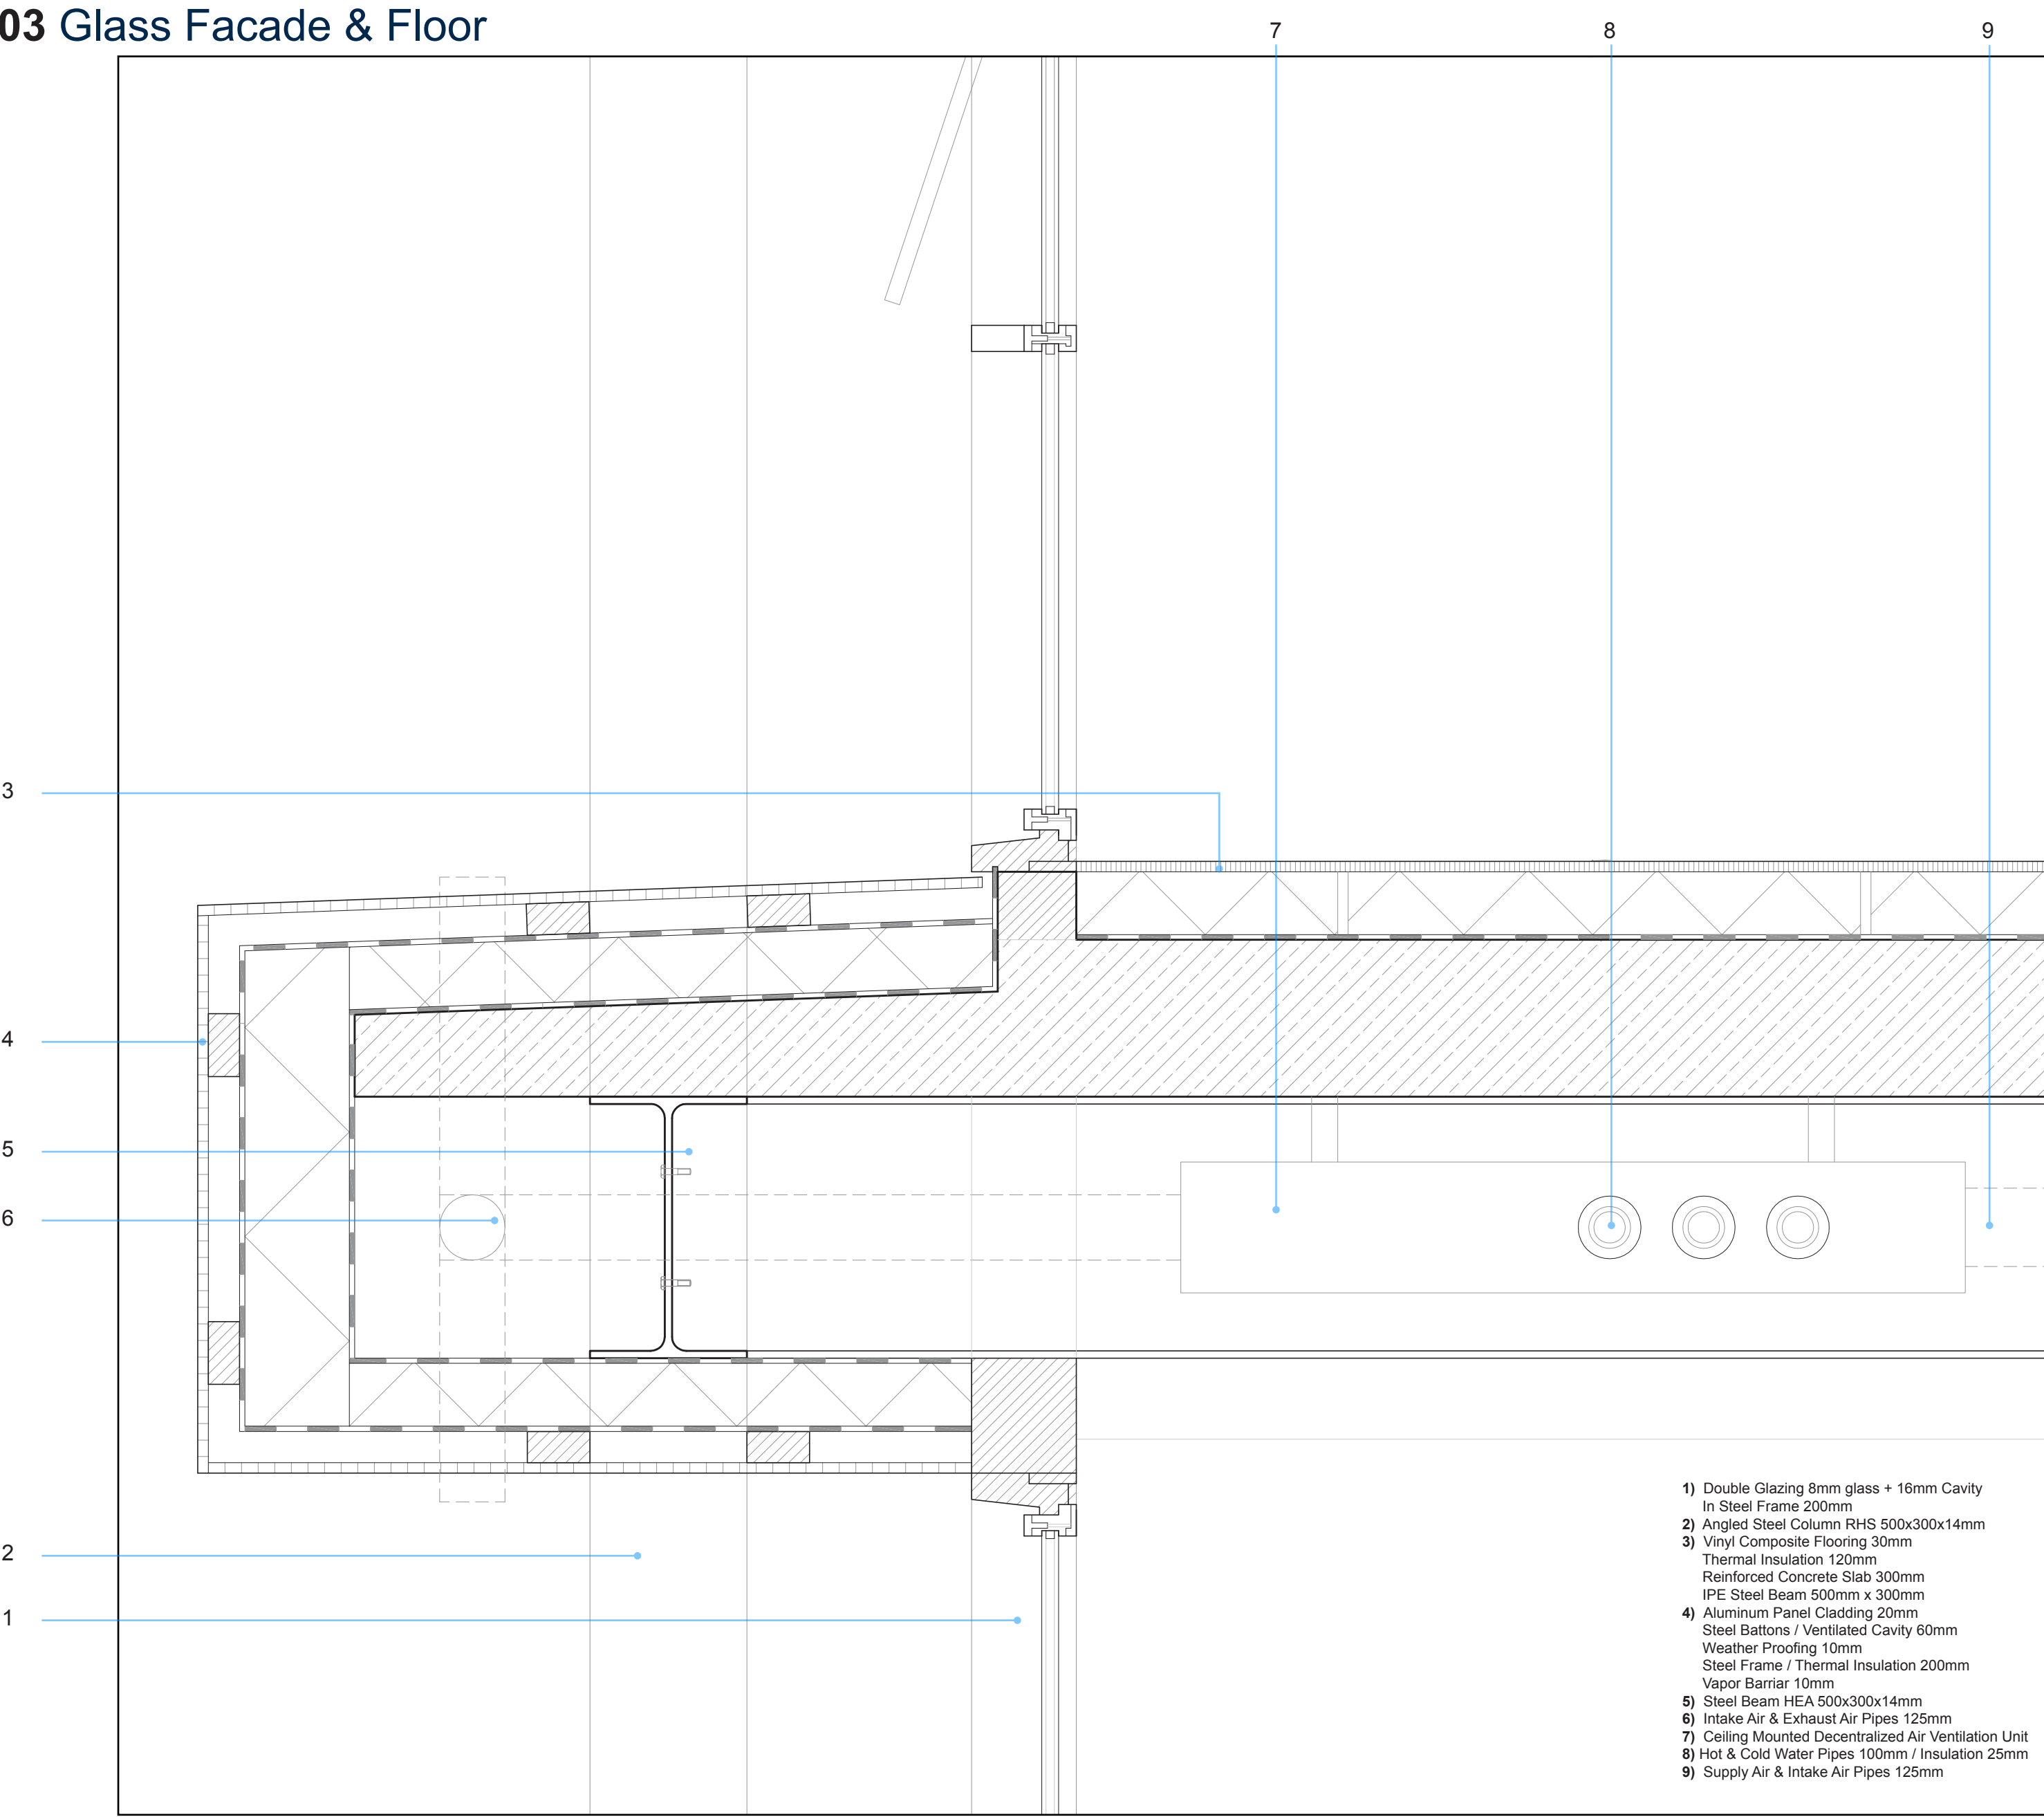 03 Glass Facade & Floor
7
8
9
3
4
5
6
2
1
1) Double Glazing 8mm glass + 16mm Cavity
In Steel Frame 200mm
2) Angled Steel Column RHS 500x300x14mm
3) Vinyl Composite Flooring 30mm
Thermal Insulation 120mm
Reinforced Concrete Slab 300mm
IPE Steel Beam 500mm x 300mm
4) Aluminum Panel Cladding 20mm
Steel Battons / Ventilated Cavity 60mm
Weather Proofing 10mm
Steel Frame / Thermal Insulation 200mm
Vapor Barriar 10mm
5) Steel Beam HEA 500x300x14mm
6) Intake Air & Exhaust Air Pipes 125mm
7) Ceiling Mounted Decentralized Air Ventilation Unit
8) Hot & Cold Water Pipes 100mm / Insulation 25mm
9) Supply Air & Intake Air Pipes 125mm